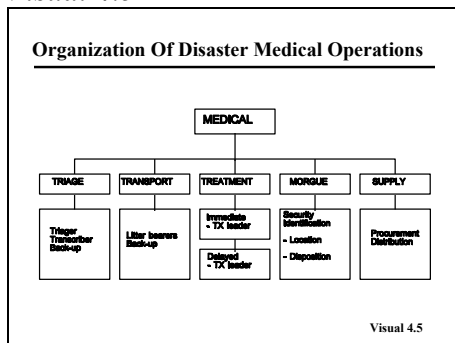 Organization Of Disaster Medical Operations
MEDICAL
TRIAGE
TRANSPORT
TREATMENT
MORGUE
SUPPLY
Triager
Transcriber
Back-up
Litter bearers
Back-up
Immediate
- TX leader
Delayed
- TX leader
Security
Identification
- Location
- Disposition
Procurement
Distribution
Visual 4.5